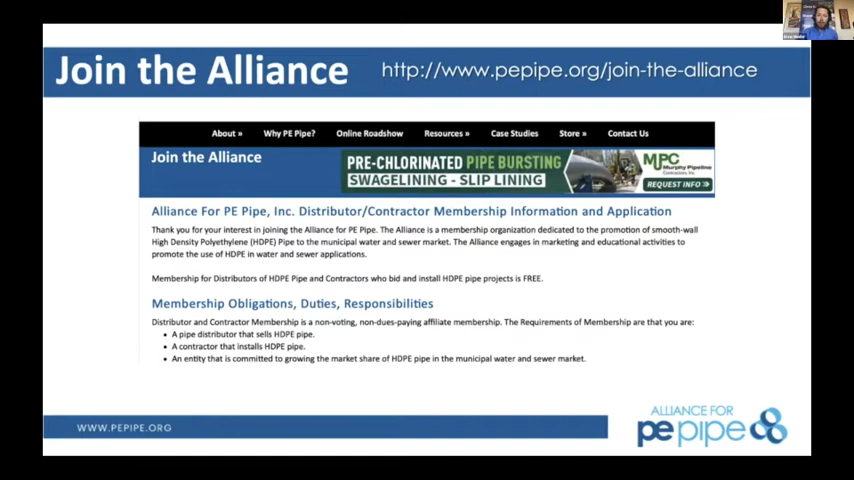 Join the Alliance http://www.pepipe.org/join-the-alliance
About » Why PE Pipe? Online Roadshow Resources » Case Studies Store » Contact Us
Join the Alliance
PRE-CHLORINATED PIPE BURSTING
SWAGELINING - SLIP LINING
MPC
Murphy Pipeline
Contractors, Inc
REQUEST INFO »
Alliance For PE Pipe, Inc. Distributor/Contractor Membership Information and Application
Thank you for your interest in joining the Alliance for PE Pipe. The Alliance is a membership organization dedicated to the promotion of smooth-wall
High Density Polyethylene (HDPE) Pipe to the municipal water and sewer market. The Alliance engages in marketing and educational activities to
promote the use of HDPE in water and sewer applications.
Membership for Distributors of HDPE Pipe and Contractors who bid and install HDPE pipe projects is FREE.
Membership Obligations, Duties, Responsibilities
Distributor and Contractor Membership is a non-voting, non-dues-paying affiliate membership. The Requirements of Membership are that you are:
• A pipe distributor that sells HDPE pipe.
• A contractor that installs HDPE pipe.
• An entity that is committed to growing the market share of HDPE pipe in the municipal water and sewer market.
WWW.PEPIPE.ORG
ALLIANCE FOR
pe pipe